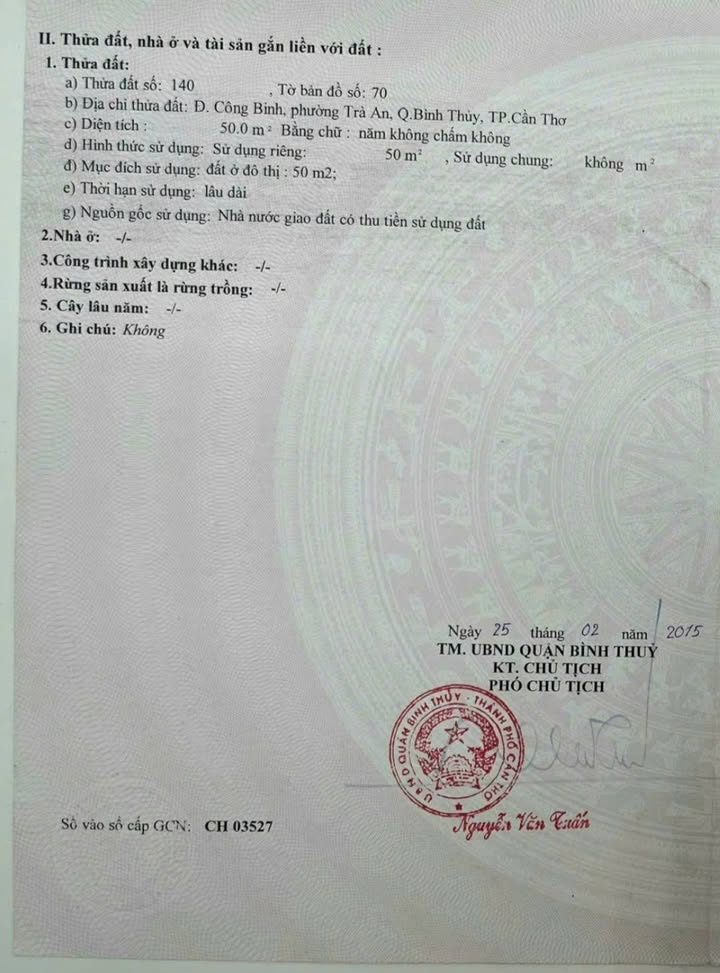 II. Thửa đất, nhà ở và tài sản gắn liền với đất :
1. Thửa đất:
a) Thửa đất số: 140 , Tờ bản đồ số: 70
b) Địa chỉ thửa đất: Đ. Công Binh, phường Trà An, Q.Bình Thủy, TP.Cần Thơ
c) Diện tích : 50.0 m² Bằng chữ : năm không chấm không
d) Hình thức sử dụng: Sử dụng riêng: 50 m² , Sử dụng chung: không m²
đ) Mục đích sử dụng: đất ở đô thị : 50 m2;
e) Thời hạn sử dụng: lâu dài
g) Nguồn gốc sử dụng: Nhà nước giao đất có thu tiền sử dụng đất
2.Nhà ở: -/-
3.Công trình xây dựng khác: -/-
4.Rừng sản xuất là rừng trồng: -/-
5. Cây lâu năm: -/-
6. Ghi chú: Không
Ngày 25 tháng 02 năm 2015
TM. UBND QUẬN BÌNH THUỶ
KT. CHỦ TỊCH
PHÓ CHỦ TỊCH
U.B.N.D QUẬN BÌNH THỦY - THÀNH PHỐ CẦN THƠ
Nguyễn Văn Tuấn
Số vào sổ cấp GCN: CH 03527